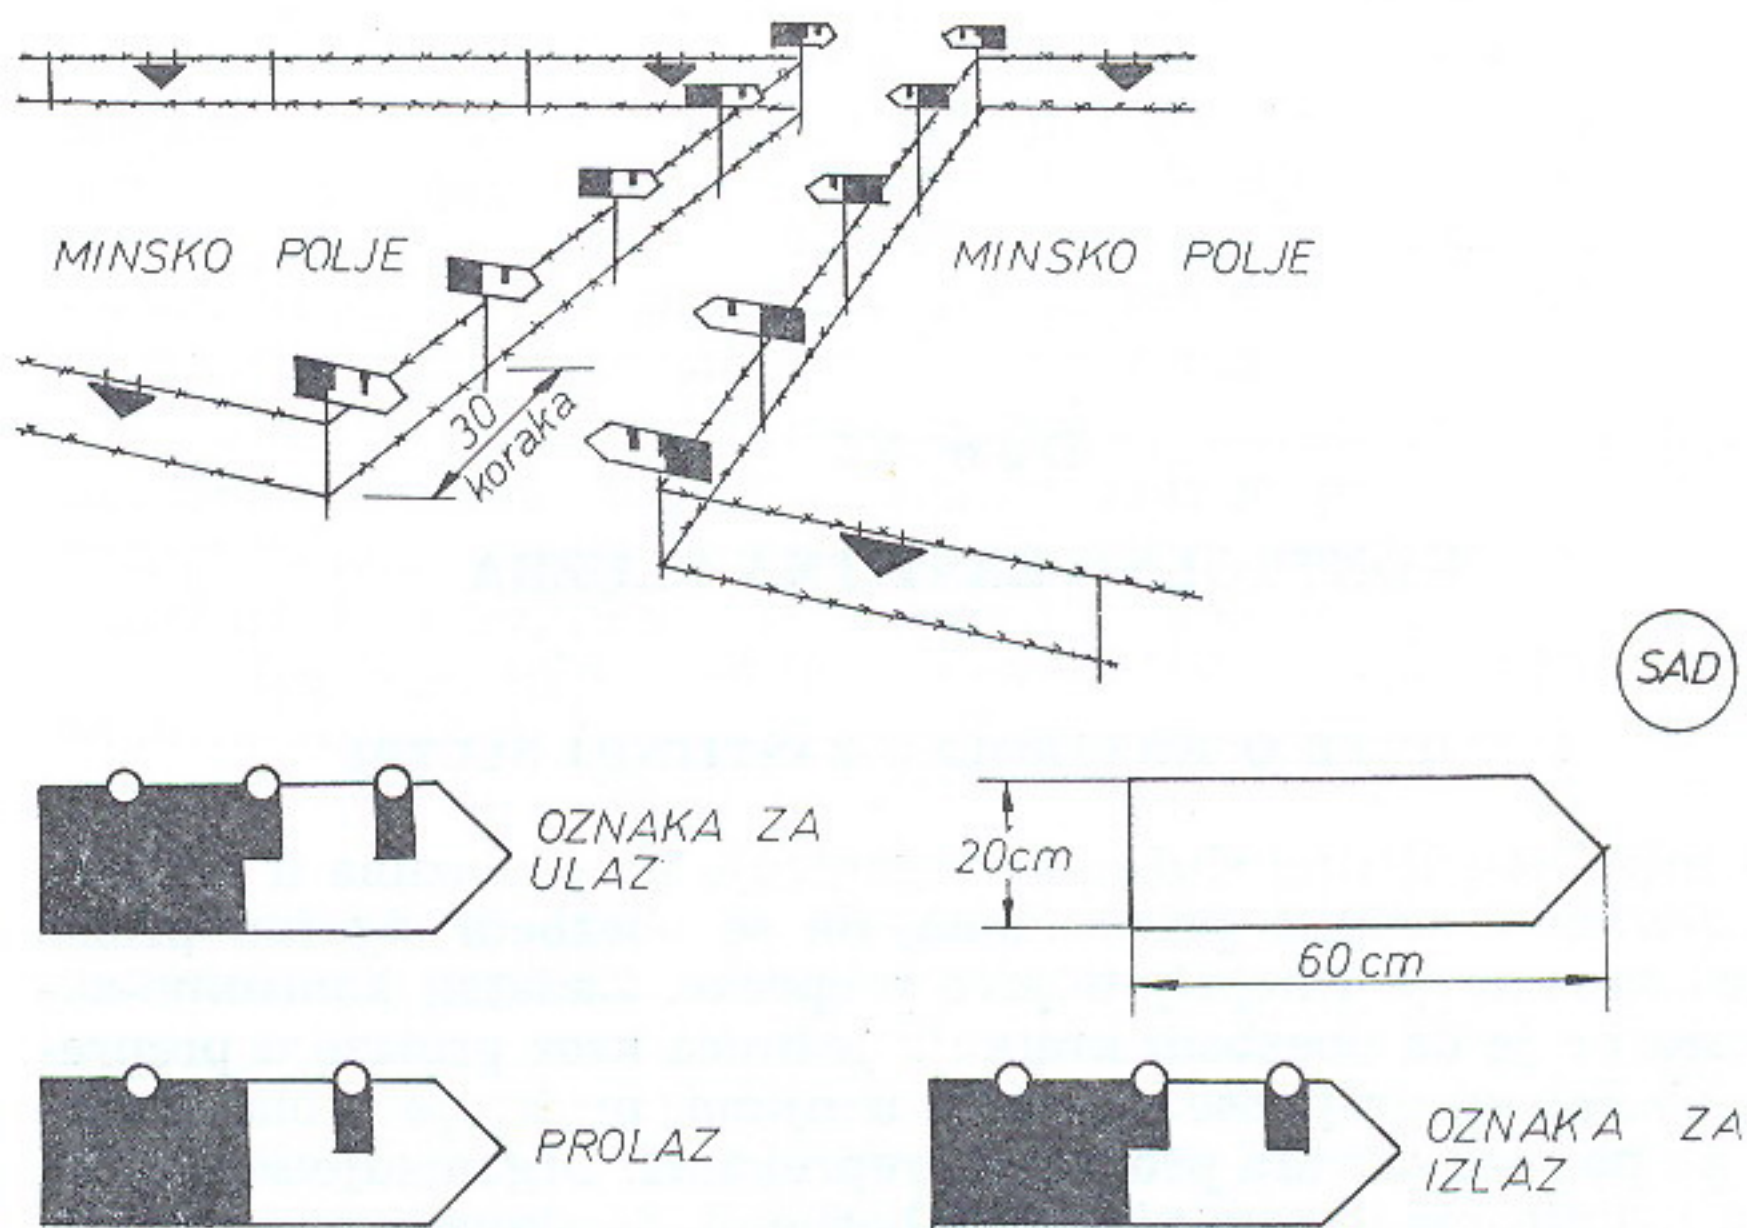 MINSKO POLJE
MINSKO POLJE
30
koraka
SAD
OZNAKA ZA
ULAZ
20cm
60 cm
PROLAZ
OZNAKA ZA
IZLAZ